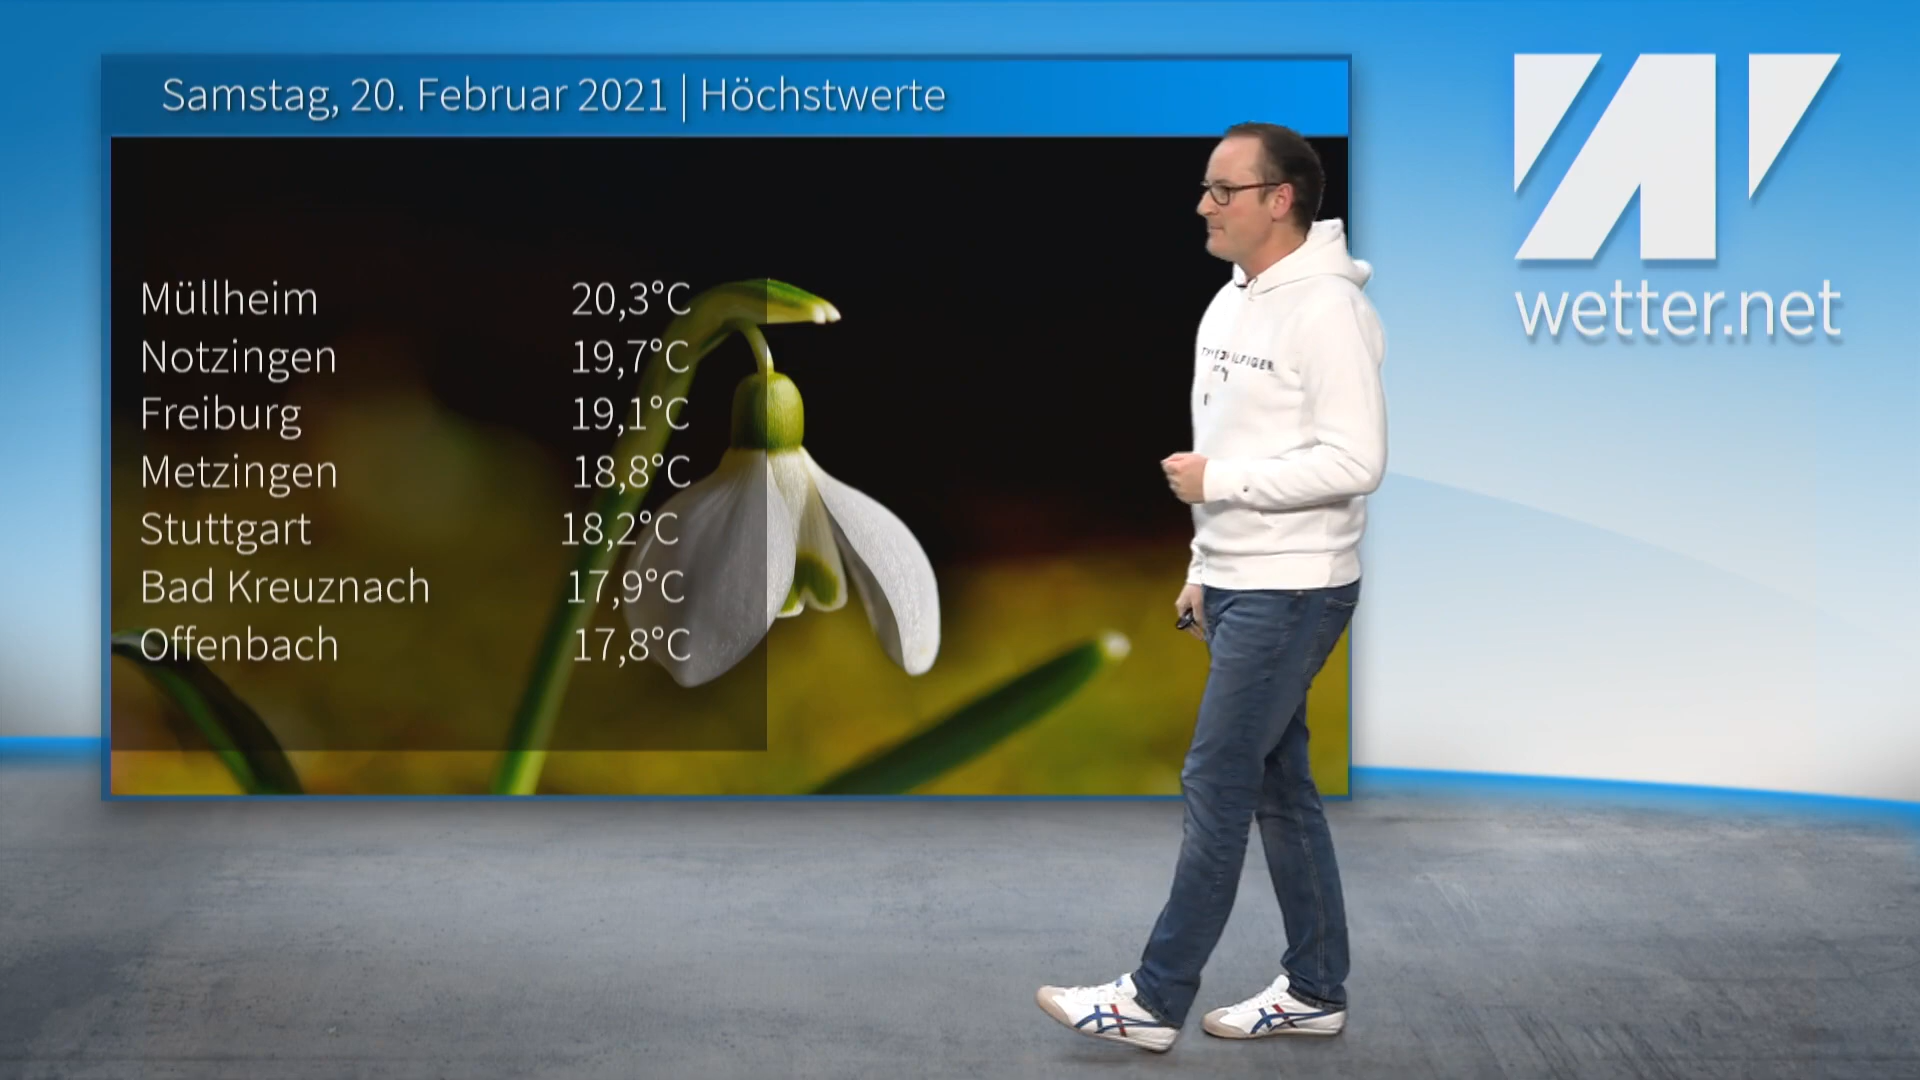 Samstag, 20. Februar 2021 | Höchstwerte
Müllheim 20,3°C
Notzingen 19,7°C
Freiburg 19,1°C
Metzingen 18,8°C
Stuttgart 18,2°C
Bad Kreuznach 17,9°C
Offenbach 17,8°C
wetter.net